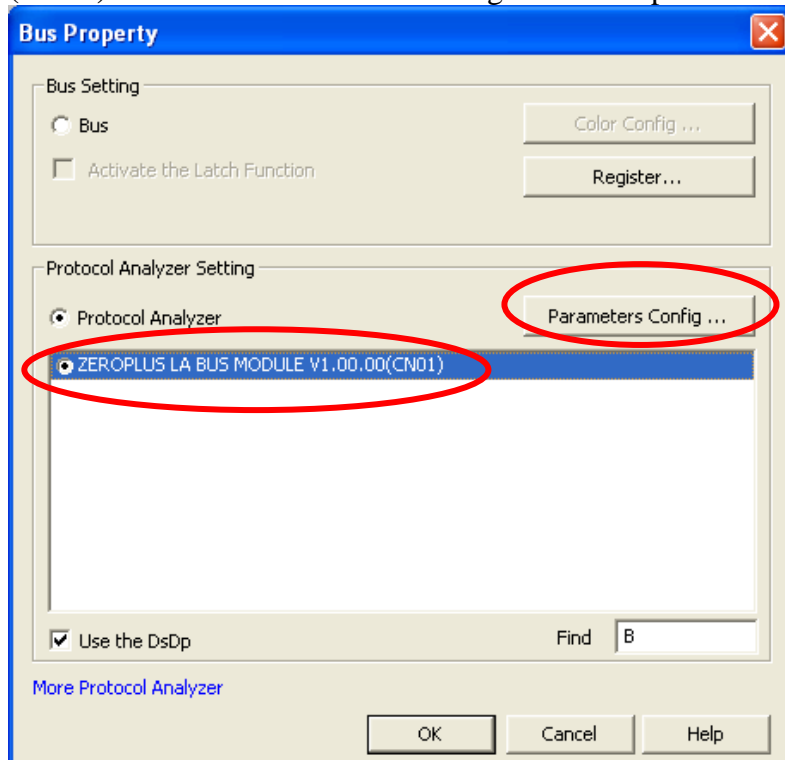 Bus Property
Bus Setting
Bus
Color Config ...
Activate the Latch Function
Register...
Protocol Analyzer Setting
Protocol Analyzer
Parameters Config ...
ZEROPLUS LA BUS MODULE V1.00.00(CN01)
Use the DsDp
Find B
More Protocol Analyzer
OK Cancel Help